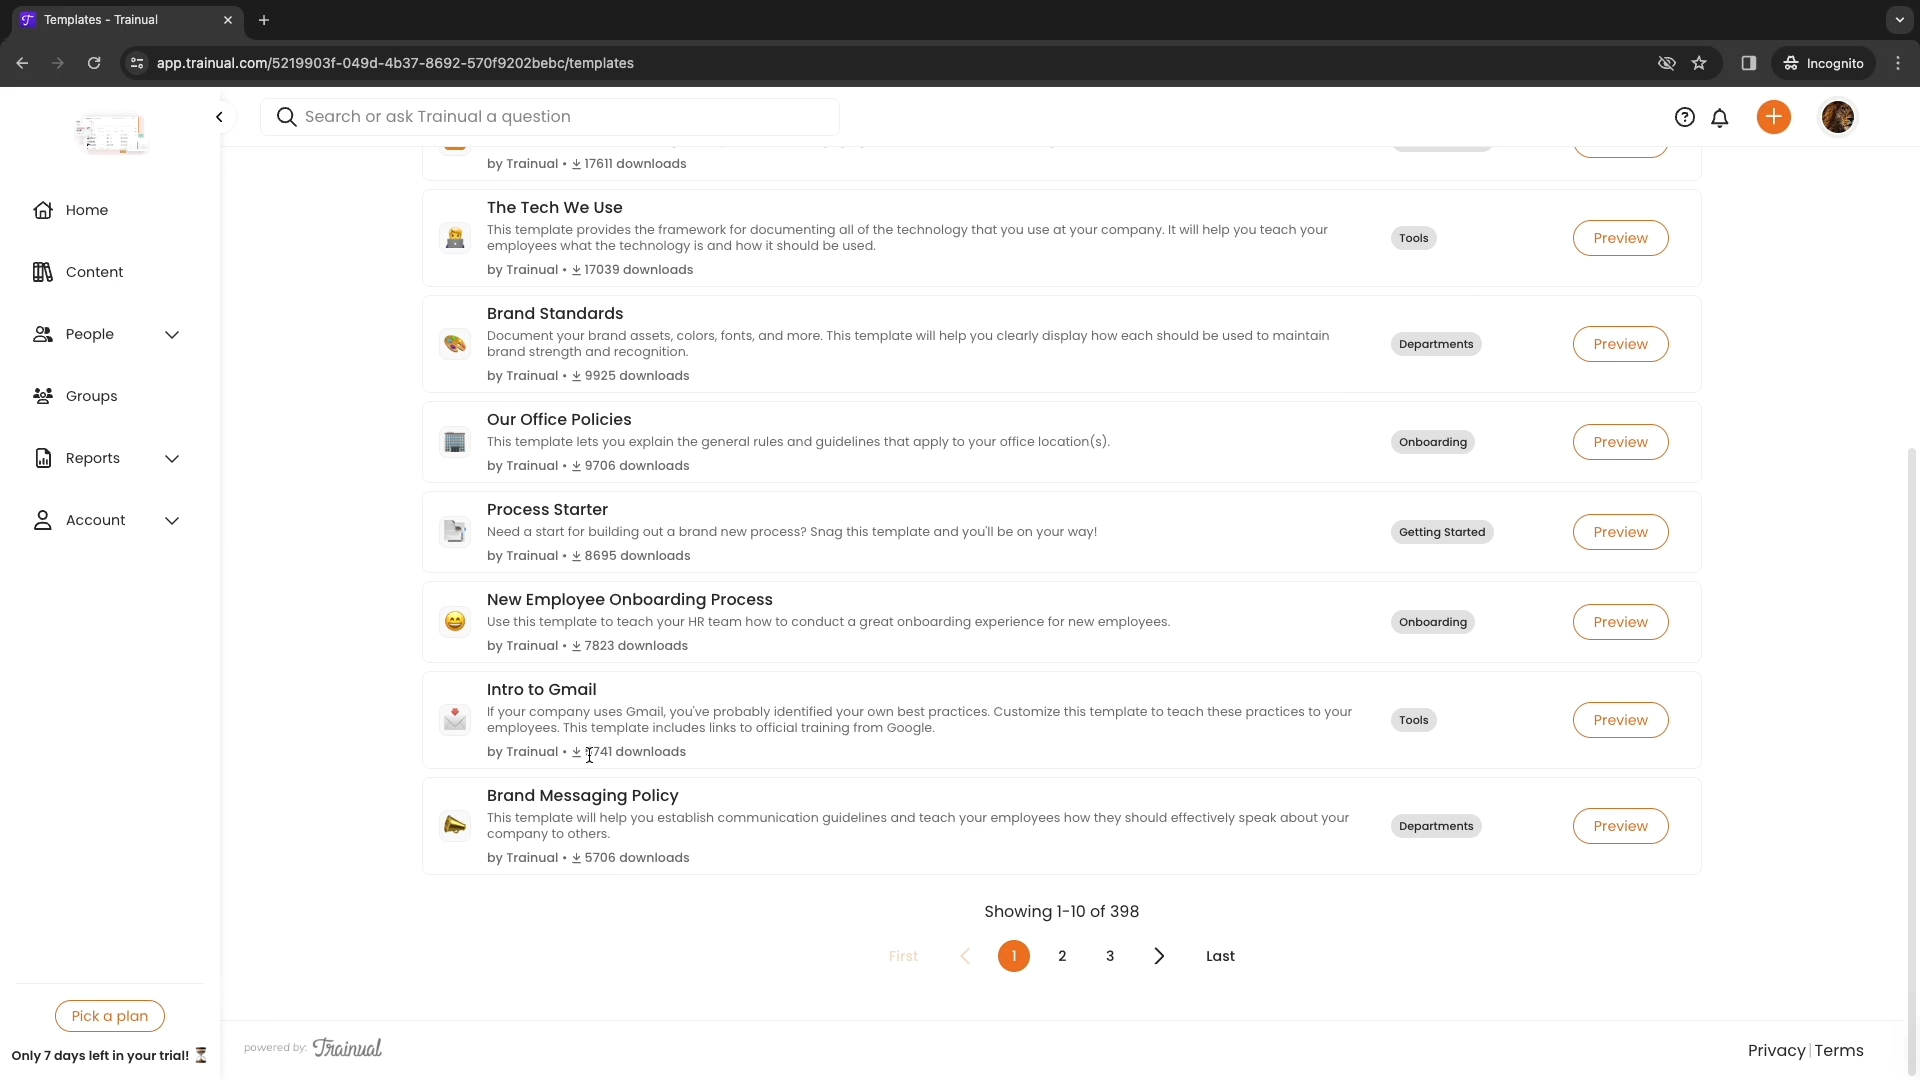 Templates - Trainual
app.trainual.com/5219903f-049d-4b37-8692-570f9202bebc/templates
Incognito
Search or ask Trainual a question
Home
Content
People
Groups
Reports
Account
by Trainual • 17611 downloads
The Tech We Use
This template provides the framework for documenting all of the technology that you use at your company. It will help you teach your
employees what the technology is and how it should be used.
by Trainual • 17039 downloads
Tools
Preview
Brand Standards
Document your brand assets, colors, fonts, and more. This template will help you clearly display how each should be used to maintain
brand strength and recognition.
by Trainual • 9925 downloads
Departments
Preview
Our Office Policies
This template lets you explain the general rules and guidelines that apply to your office location(s).
by Trainual • 9706 downloads
Onboarding
Preview
Process Starter
Need a start for building out a brand new process? Snag this template and you'll be on your way!
by Trainual • 8695 downloads
Getting Started
Preview
New Employee Onboarding Process
Use this template to teach your HR team how to conduct a great onboarding experience for new employees.
by Trainual • 7823 downloads
Onboarding
Preview
Intro to Gmail
If your company uses Gmail, you've probably identified your own best practices. Customize this template to teach these practices to your
employees. This template includes links to official training from Google.
by Trainual • downloads
Tools
Preview
Brand Messaging Policy
This template will help you establish communication guidelines and teach your employees how they should effectively speak about your
company to others.
by Trainual • 5706 downloads
Departments
Preview
Showing 1-10 of 398
First 1 2 3 Last
Pick a plan
Only 7 days left in your trial!
powered by: Trainual
Privacy | Terms